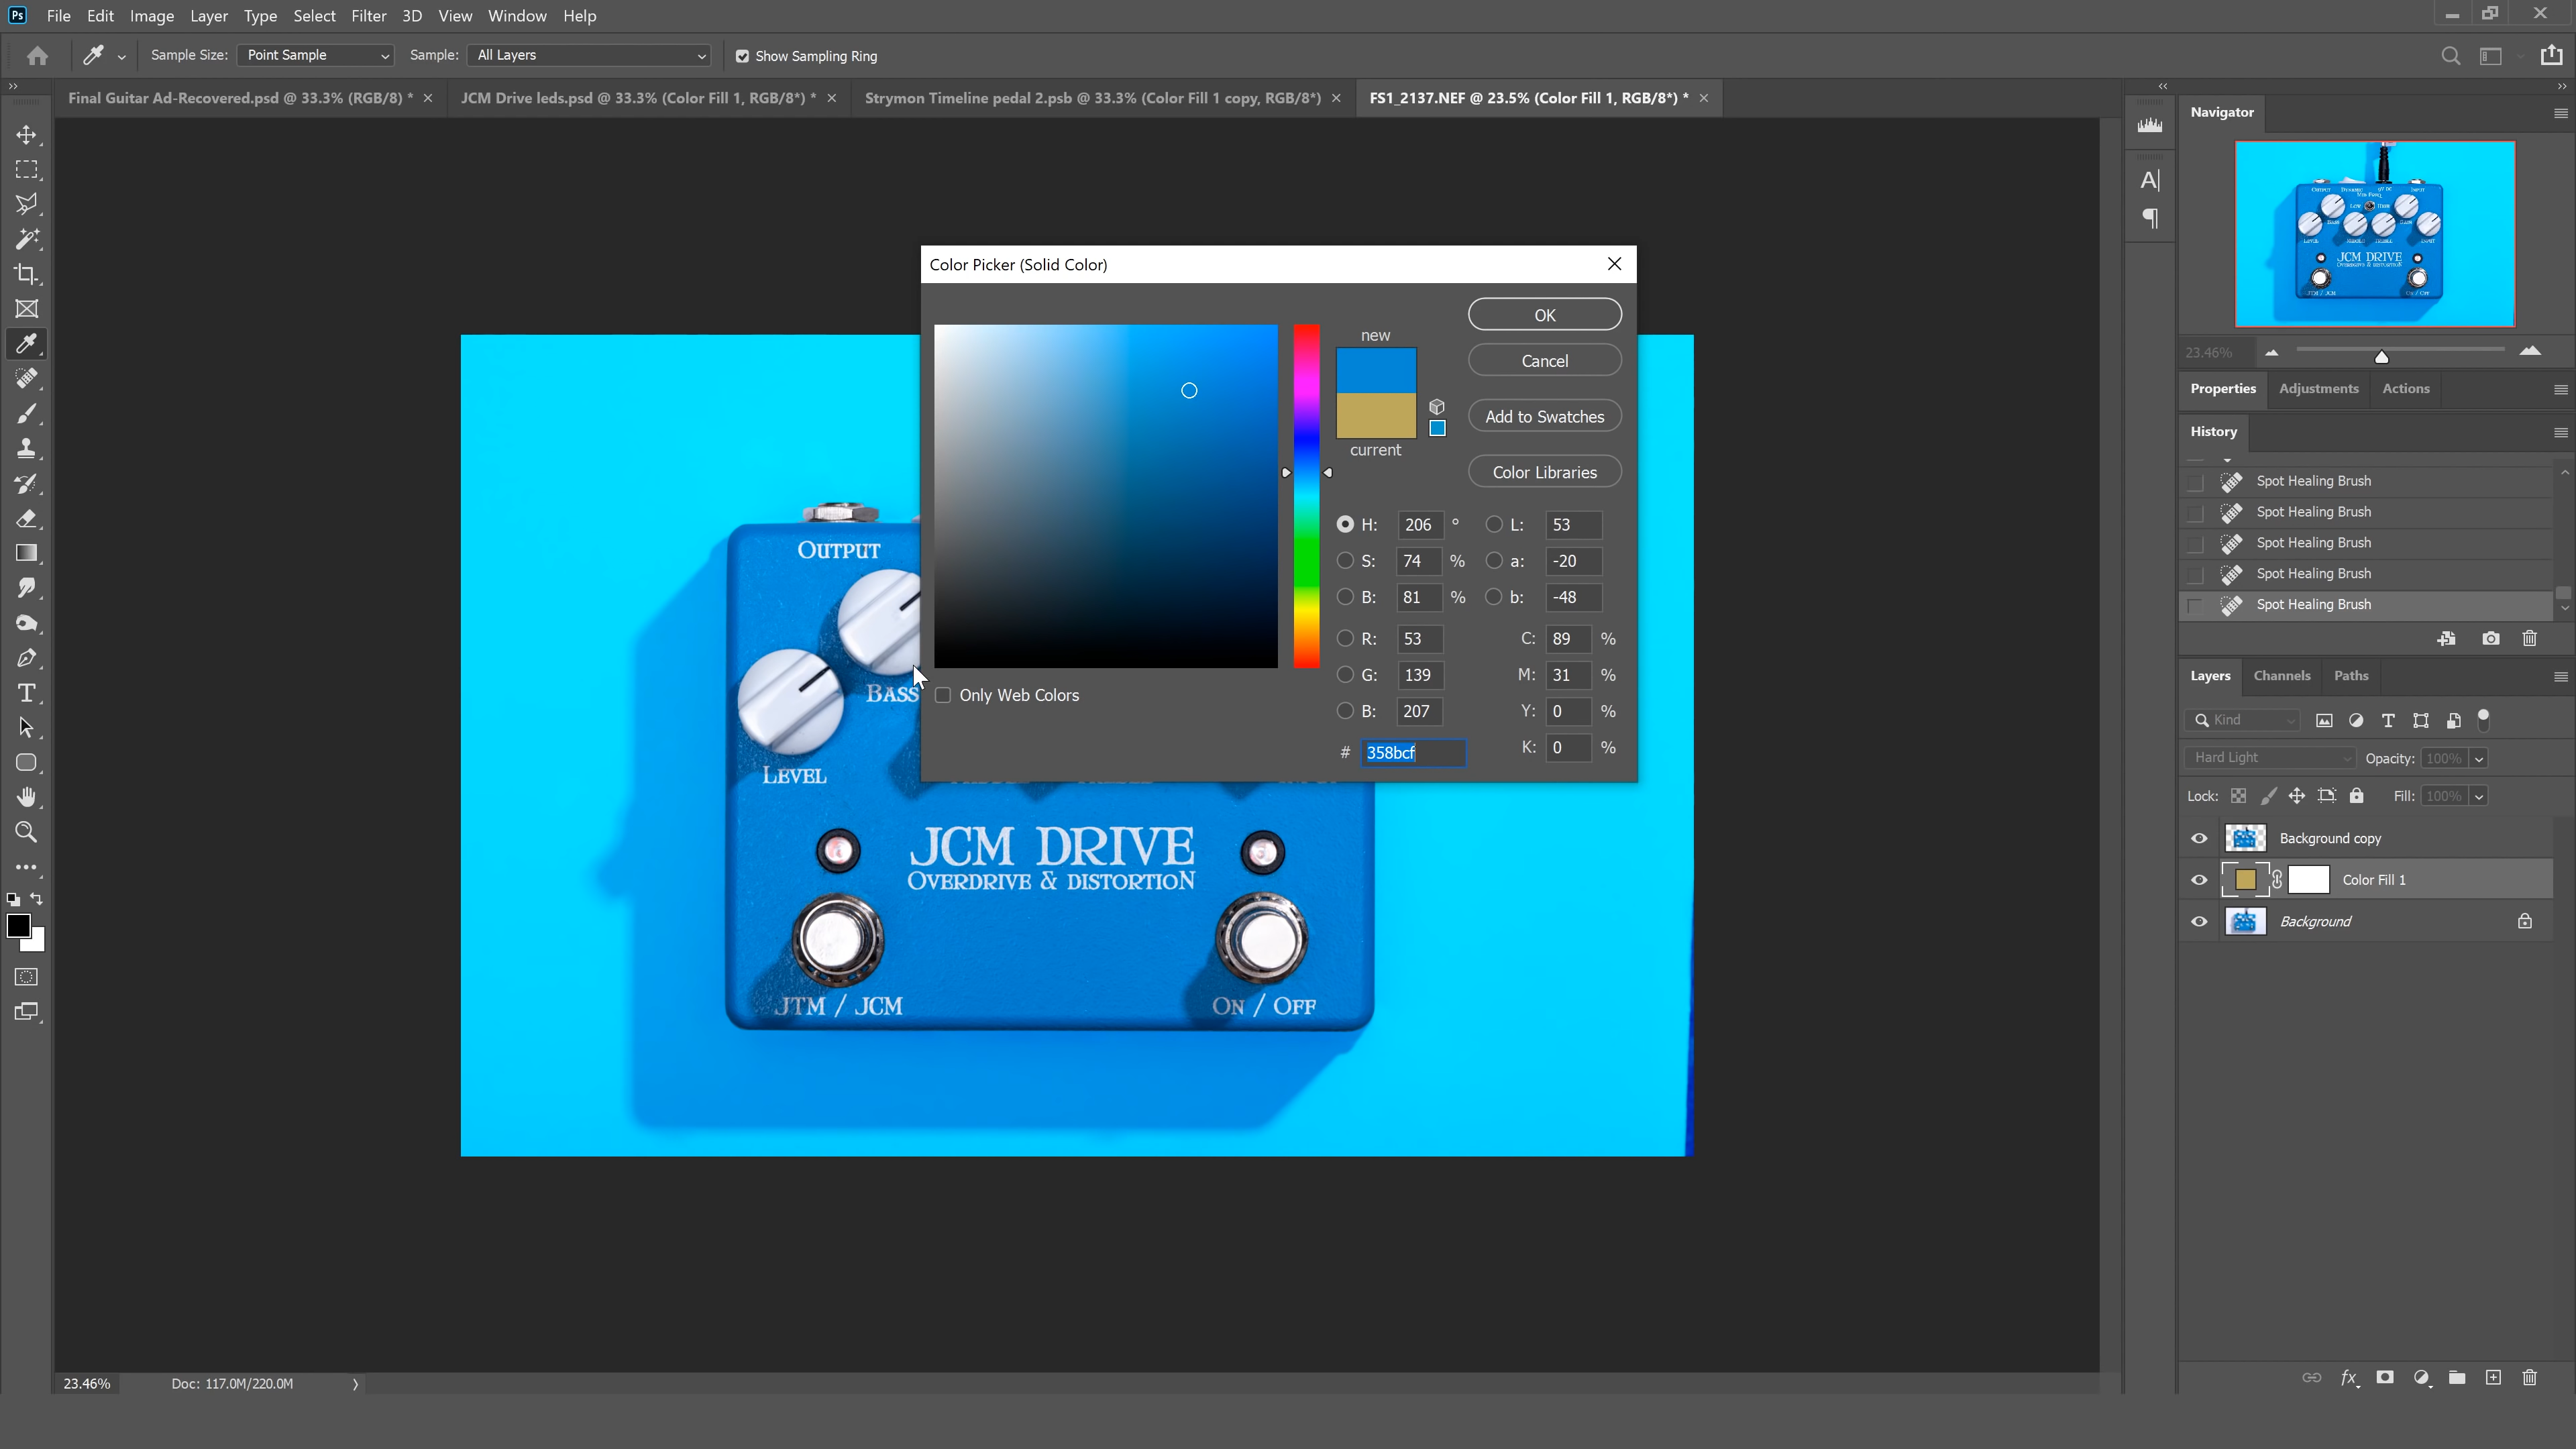 Ps File Edit Image Layer Type Select Filter 3D View Window Help
Sample Size: Point Sample Sample: All Layers Show Sampling Ring
Final Guitar Ad-Recovered.psd @ 33.3% (RGB/8) * × JCM Drive leds.psd @ 33.3% (Color Fill 1, RGB/8*) * × Strymon Timeline pedal 2.psb @ 33.3% (Color Fill 1 copy, RGB/8*) × FS1_2137.NEF @ 23.5% (Color Fill 1, RGB/8*) * ×
Color Picker (Solid Color)
new
current
OK
Cancel
Add to Swatches
Color Libraries
H: 206 ° L: 53
S: 74 % a: -20
B: 81 % b: -48
R: 53 C: 89 %
G: 139 M: 31 %
B: 207 Y: 0 %
# 358bcf K: 0 %
Only Web Colors
OUTPUT
BASS
LEVEL
JCM DRIVE
OVERDRIVE & DISTORTION
JTM / JCM
ON / OFF
Navigator
OUTPUT
INPUT
JCM DRIVE
OVERDRIVE & DISTORTION
23.46%
Properties Adjustments Actions
History
Spot Healing Brush
Spot Healing Brush
Spot Healing Brush
Spot Healing Brush
Spot Healing Brush
Layers Channels Paths
Kind
Hard Light Opacity: 100%
Lock: Fill: 100%
Background copy
Color Fill 1
Background
fx
23.46% Doc: 117.0M/220.0M